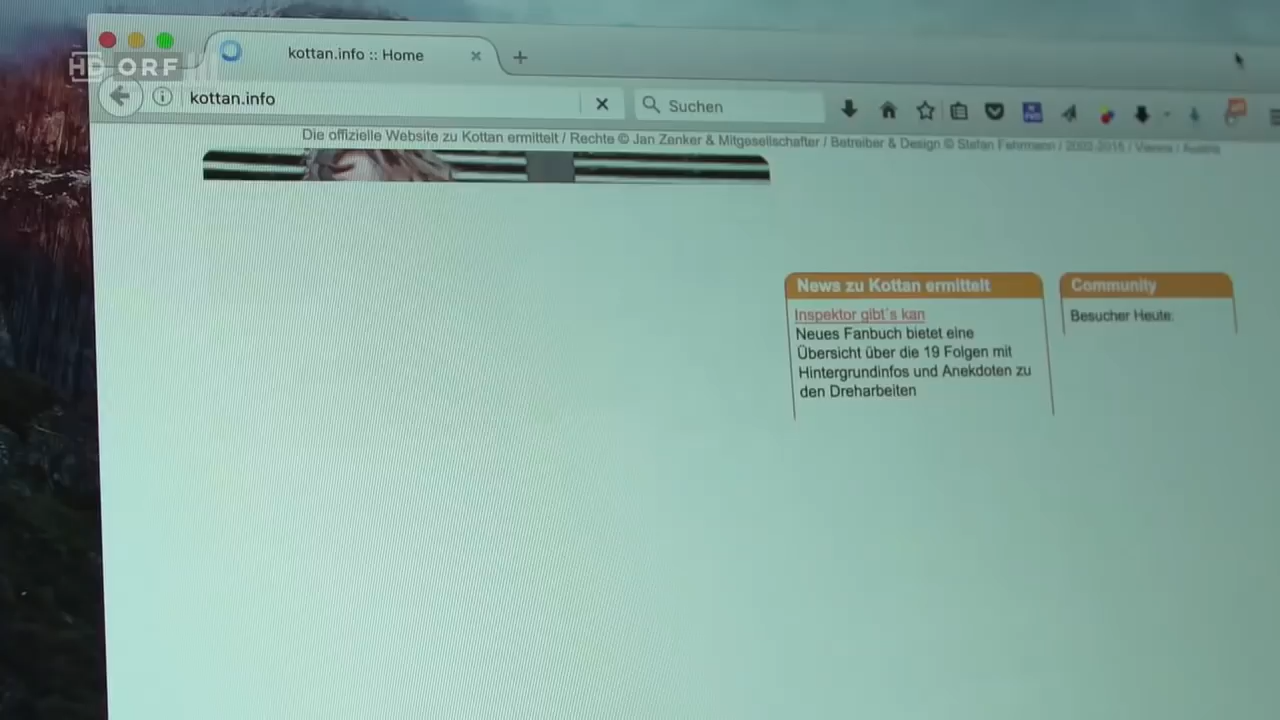 kottan.info :: Home
HD ORF
kottan.info
Suchen
Die offizielle Website zu Kottan ermittelt / Rechte © Jan Zenker & Mitgesellschafter / Betreiber & Design © Stefan Fehrmann / Vienna / Austria
News zu Kottan ermittelt
Inspektor gibt´s kan
Neues Fanbuch bietet eine
Übersicht über die 19 Folgen mit
Hintergrundinfos und Anekdoten zu
den Dreharbeiten
Community
Besucher Heute: